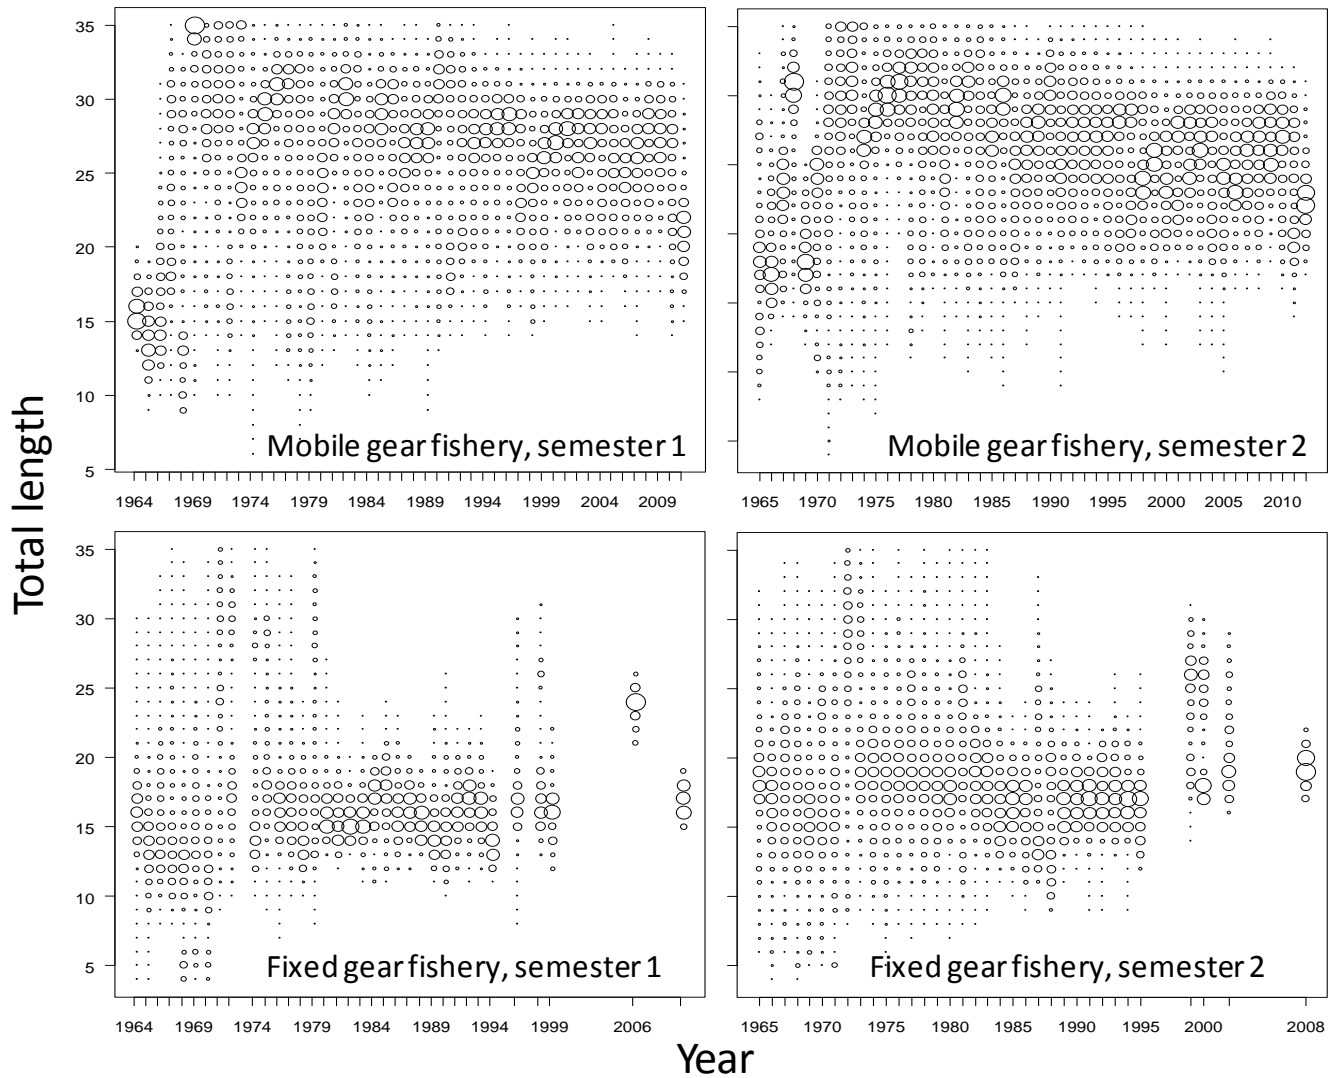 35
30
25
20
15
10
5
Mobile gear fishery, semester 1
Mobile gear fishery, semester 2
1964 1969 1974 1979 1984 1989 1994 1999 2004 2009
1965 1970 1975 1980 1985 1990 1995 2000 2005 2010
Total length
35
30
25
20
15
10
5
Fixed gear fishery, semester 1
Fixed gear fishery, semester 2
1964 1969 1974 1979 1984 1989 1994 1999 2006
1965 1970 1975 1980 1985 1990 1995 2000 2008
Year